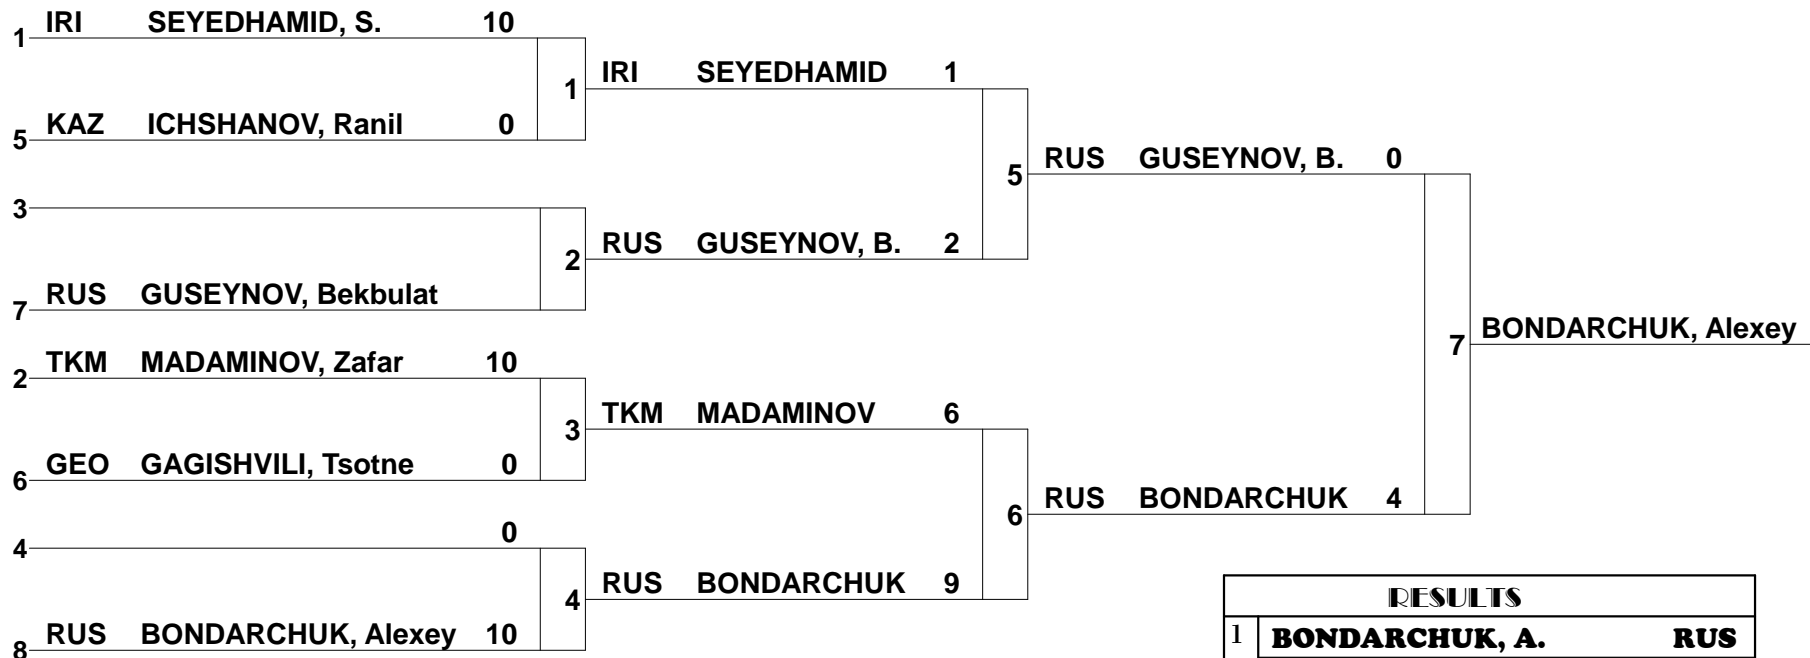 1 IRI SEYEDHAMID, S. 10
5 KAZ ICHSHANOV, Ranil 0
3
7 RUS GUSEYNOV, Bekbulat
2 TKM MADAMINOV, Zafar 10
6 GEO GAGISHVILI, Tsotne 0
4 0
8 RUS BONDARCHUK, Alexey 10
1 IRI SEYEDHAMID 1
2 RUS GUSEYNOV, B. 2
3 TKM MADAMINOV 6
4 RUS BONDARCHUK 9
5 RUS GUSEYNOV, B. 0
6 RUS BONDARCHUK 4
7 BONDARCHUK, Alexey
RESULTS
1 BONDARCHUK, A. RUS